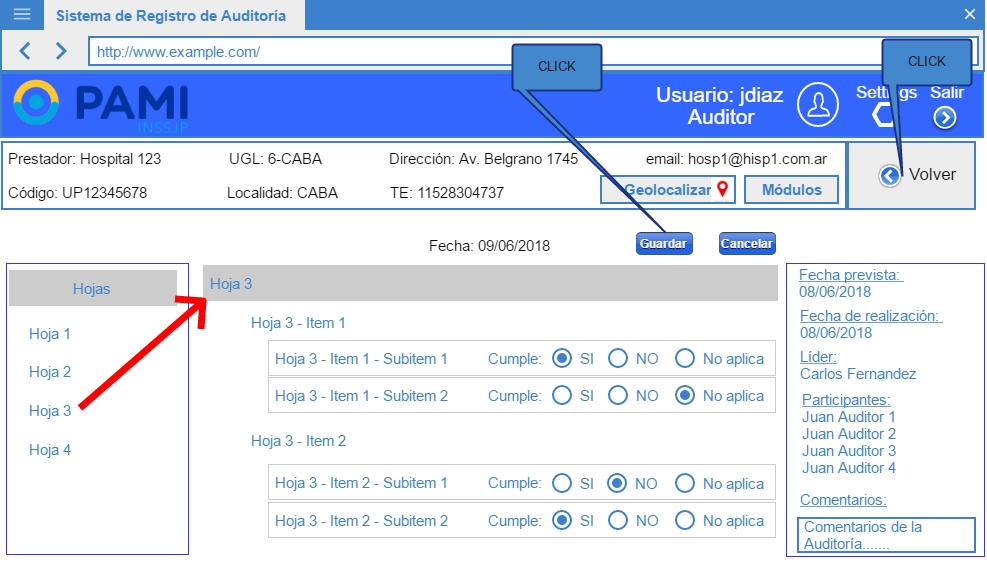 Sistema de Registro de Auditoría
http://www.example.com/
CLICK
CLICK
PAMI
INSSJP
Usuario: jdiaz
Auditor
Settings
Salir
Prestador: Hospital 123
UGL: 6-CABA
Dirección: Av. Belgrano 1745
email: hosp1@hisp1.com.ar
Código: UP12345678
Localidad: CABA
TE: 11528304737
Geolocalizar
Módulos
Volver
Fecha: 09/06/2018
Guardar
Cancelar
Hojas
Hoja 1
Hoja 2
Hoja 3
Hoja 4
Hoja 3
Hoja 3 - Item 1
Hoja 3 - Item 1 - Subitem 1 Cumple: SI NO No aplica
Hoja 3 - Item 1 - Subitem 2 Cumple: SI NO No aplica
Hoja 3 - Item 2
Hoja 3 - Item 2 - Subitem 1 Cumple: SI NO No aplica
Hoja 3 - Item 2 - Subitem 2 Cumple: SI NO No aplica
Fecha prevista:
08/06/2018
Fecha de realización:
08/06/2018
Líder:
Carlos Fernandez
Participantes:
Juan Auditor 1
Juan Auditor 2
Juan Auditor 3
Juan Auditor 4
Comentarios:
Comentarios de la
Auditoría.......